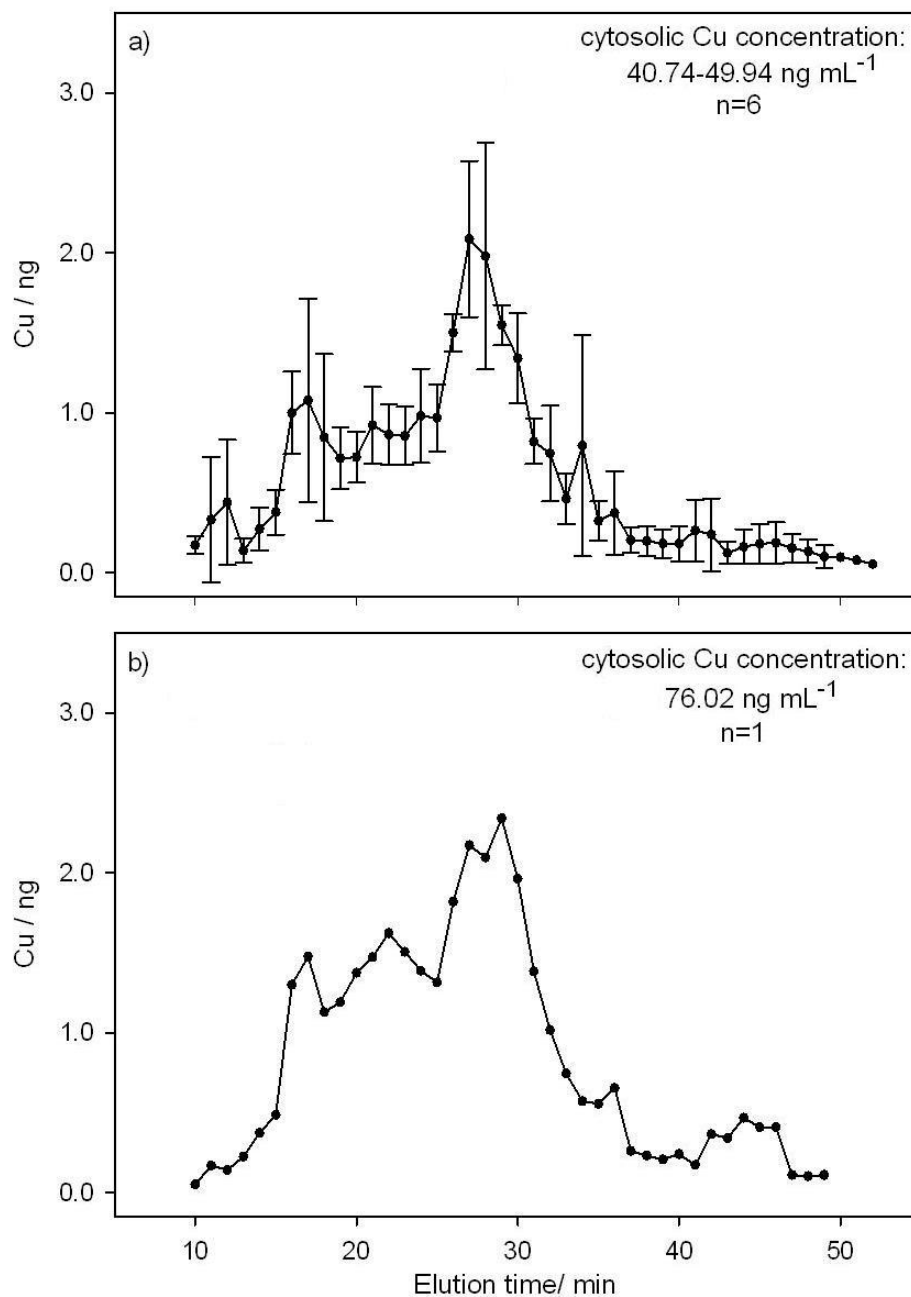 a)
cytosolic Cu concentration:
40.74-49.94 ng mL⁻¹
n=6
3.0
2.0
1.0
0.0
Cu / ng
b)
cytosolic Cu concentration:
76.02 ng mL⁻¹
n=1
3.0
2.0
1.0
0.0
Cu / ng
10 20 30 40 50
Elution time/ min